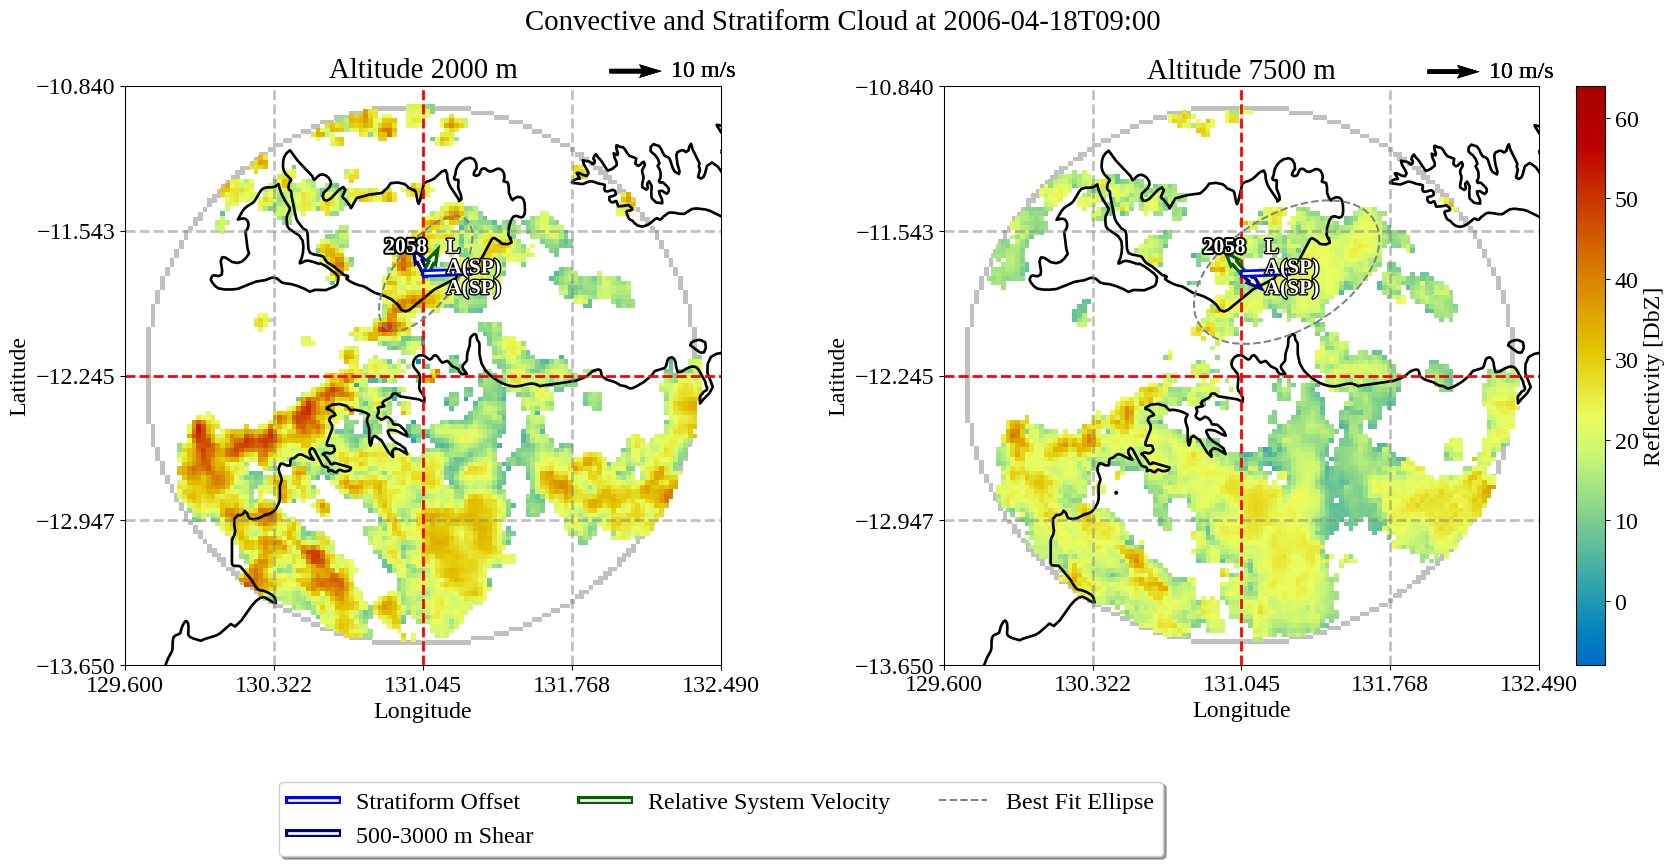 Convective and Stratiform Cloud at 2006-04-18T09:00
Altitude 2000 m
10 m/s
Altitude 7500 m
10 m/s
−10.840
−11.543
−12.245
−12.947
−13.650
Latitude
129.600
130.322
131.045
131.768
132.490
Longitude
2058
L
A(SP)
A(SP)
−10.840
−11.543
−12.245
−12.947
−13.650
Latitude
129.600
130.322
131.045
131.768
132.490
Longitude
2058
L
A(SP)
A(SP)
60
50
40
30
20
10
0
Reflectivity [DbZ]
Stratiform Offset
500-3000 m Shear
Relative System Velocity
Best Fit Ellipse